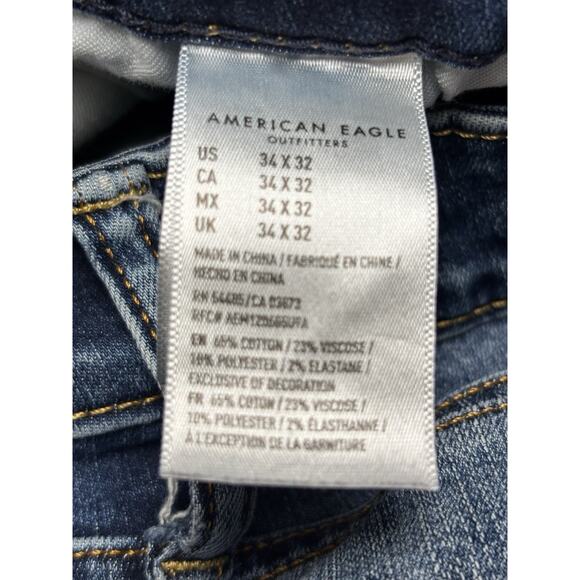 AMERICAN EAGLE
OUTFITTERS
US 34 X 32
CA 34 X 32
MX 34 X 32
UK 34 X 32
MADE IN CHINA / FABRIQUÉ EN CHINE /
HECHO EN CHINA
RN 54485/CA 03673
RFC#
EN 65% COTTON / 23% VISCOSE /
10% POLYESTER / 2% ELASTANE /
EXCLUSIVE OF DECORATION
FR 65% COTON / 23% VISCOSE /
10% POLYESTER / 2% ÉLASTHANNE /
À L'EXCEPTION DE LA GARNITURE